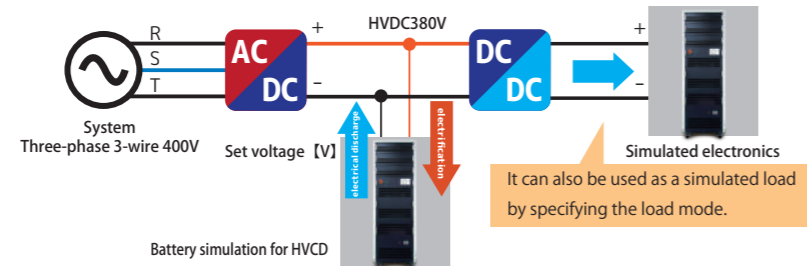 R
S
T
System
Three-phase 3-wire 400V
AC
DC
+
–
HVDC380V
DC
DC
+
–
Simulated electronics
Set voltage【V】
electrical discharge
electrification
Battery simulation for HVCD
It can also be used as a simulated load
by specifying the load mode.